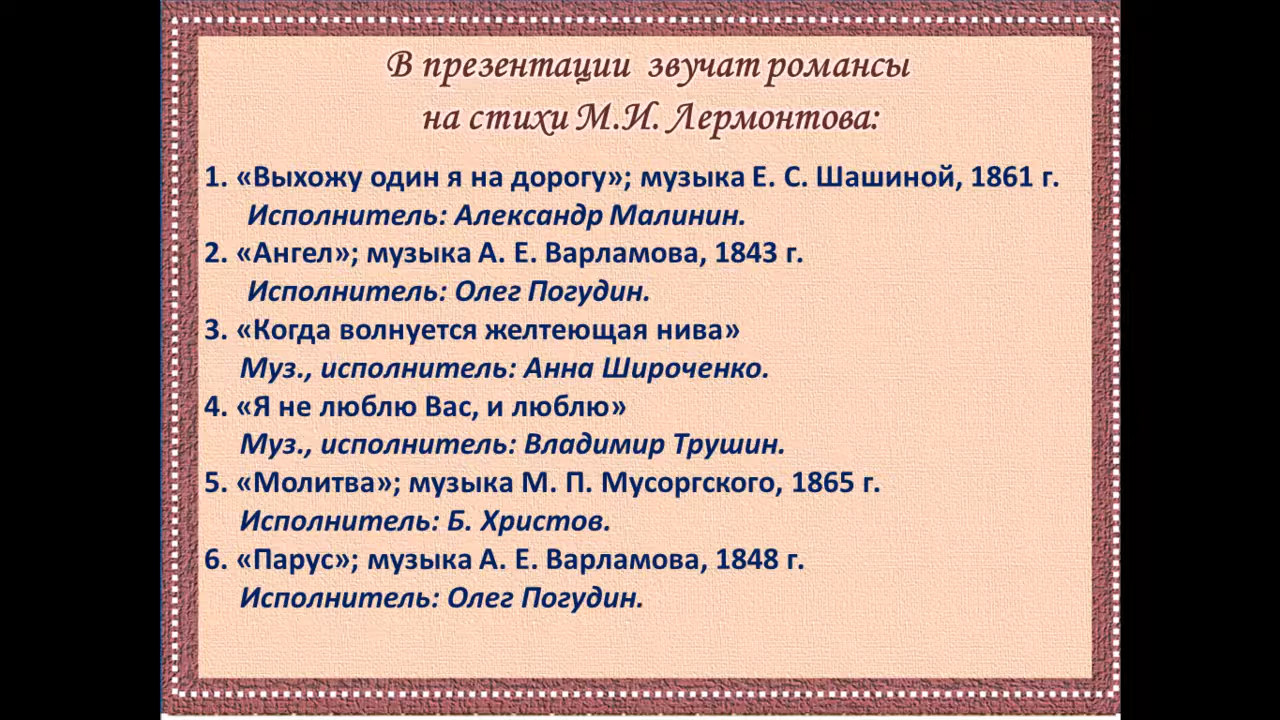 В презентации звучат романсы
на стихи М.И. Лермонтова:
1. «Выхожу один я на дорогу»; музыка Е. С. Шашиной, 1861 г.
Исполнитель: Александр Малинин.
2. «Ангел»; музыка А. Е. Варламова, 1843 г.
Исполнитель: Олег Погудин.
3. «Когда волнуется желтеющая нива»
Муз., исполнитель: Анна Широченко.
4. «Я не люблю Вас, и люблю»
Муз., исполнитель: Владимир Трушин.
5. «Молитва»; музыка М. П. Мусоргского, 1865 г.
Исполнитель: Б. Христов.
6. «Парус»; музыка А. Е. Варламова, 1848 г.
Исполнитель: Олег Погудин.